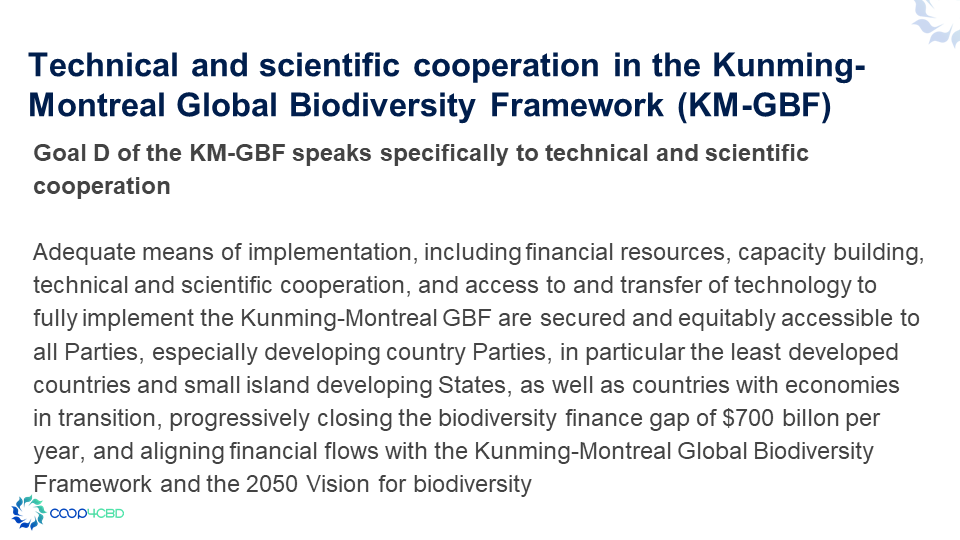 Technical and scientific cooperation in the Kunming-
Montreal Global Biodiversity Framework (KM-GBF)
Goal D of the KM-GBF speaks specifically to technical and scientific
cooperation
Adequate means of implementation, including financial resources, capacity building,
technical and scientific cooperation, and access to and transfer of technology to
fully implement the Kunming-Montreal GBF are secured and equitably accessible to
all Parties, especially developing country Parties, in particular the least developed
countries and small island developing States, as well as countries with economies
in transition, progressively closing the biodiversity finance gap of $700 billon per
year, and aligning financial flows with the Kunming-Montreal Global Biodiversity
Framework and the 2050 Vision for biodiversity
COOP4CBD